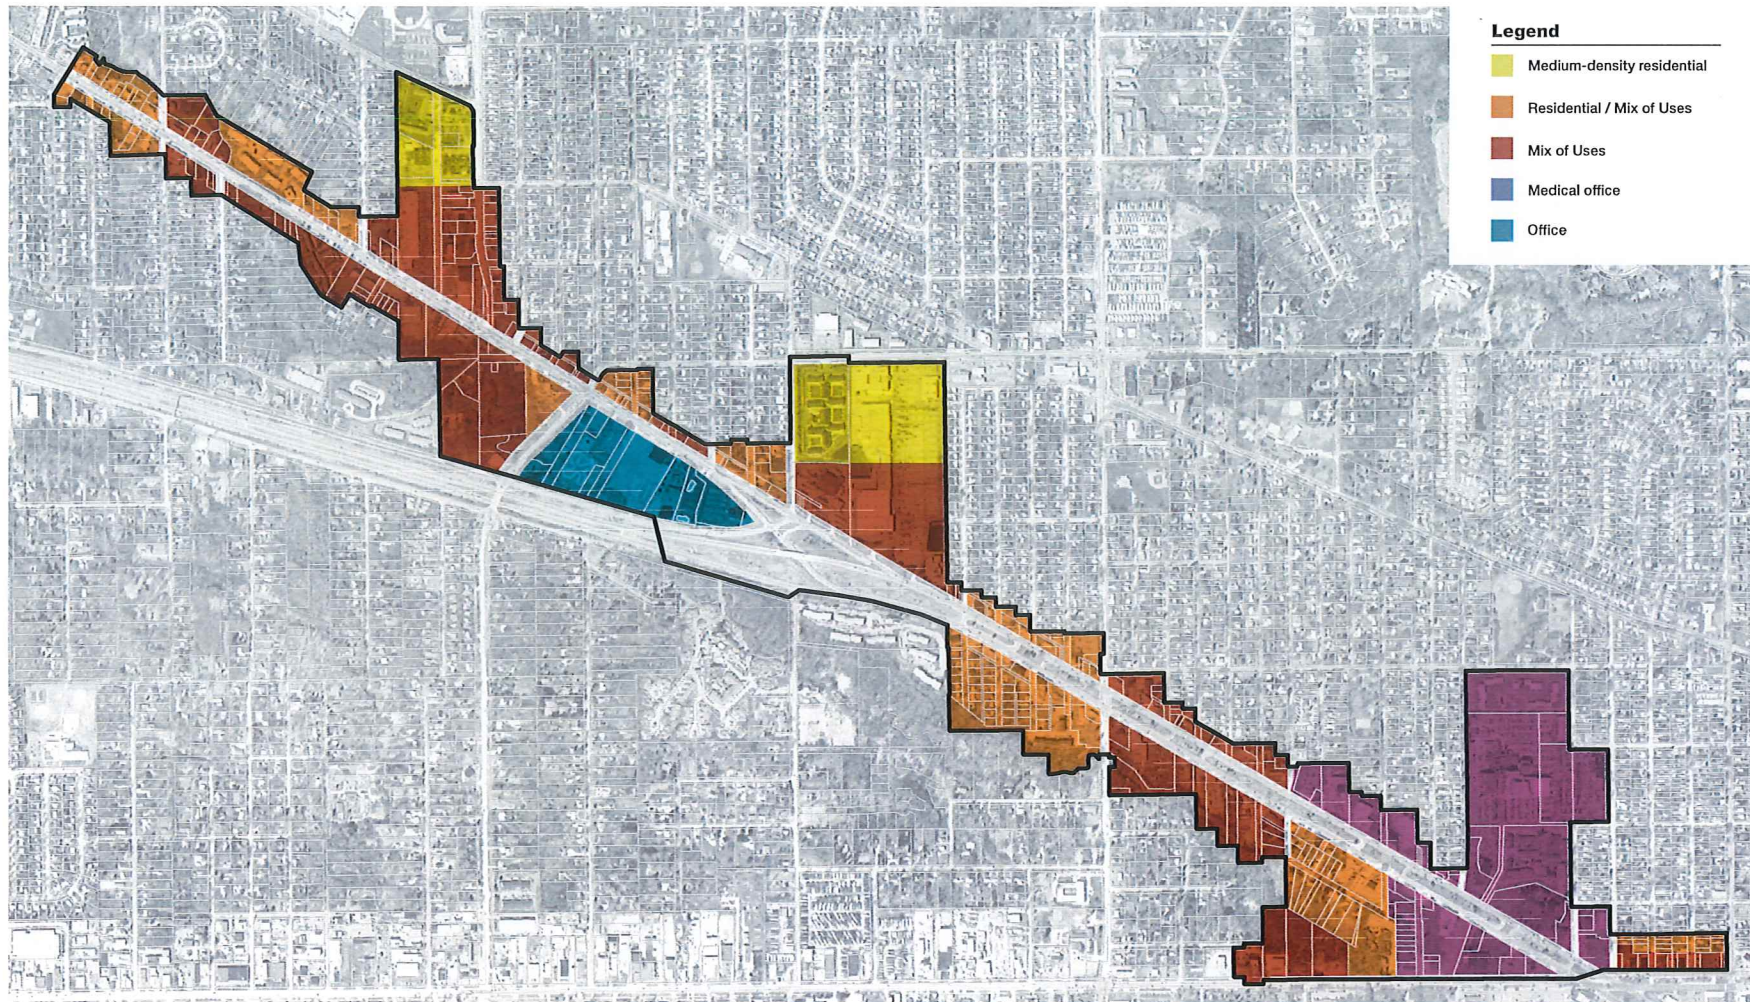 Legend
Medium-density residential
Residential / Mix of Uses
Mix of Uses
Medical office
Office